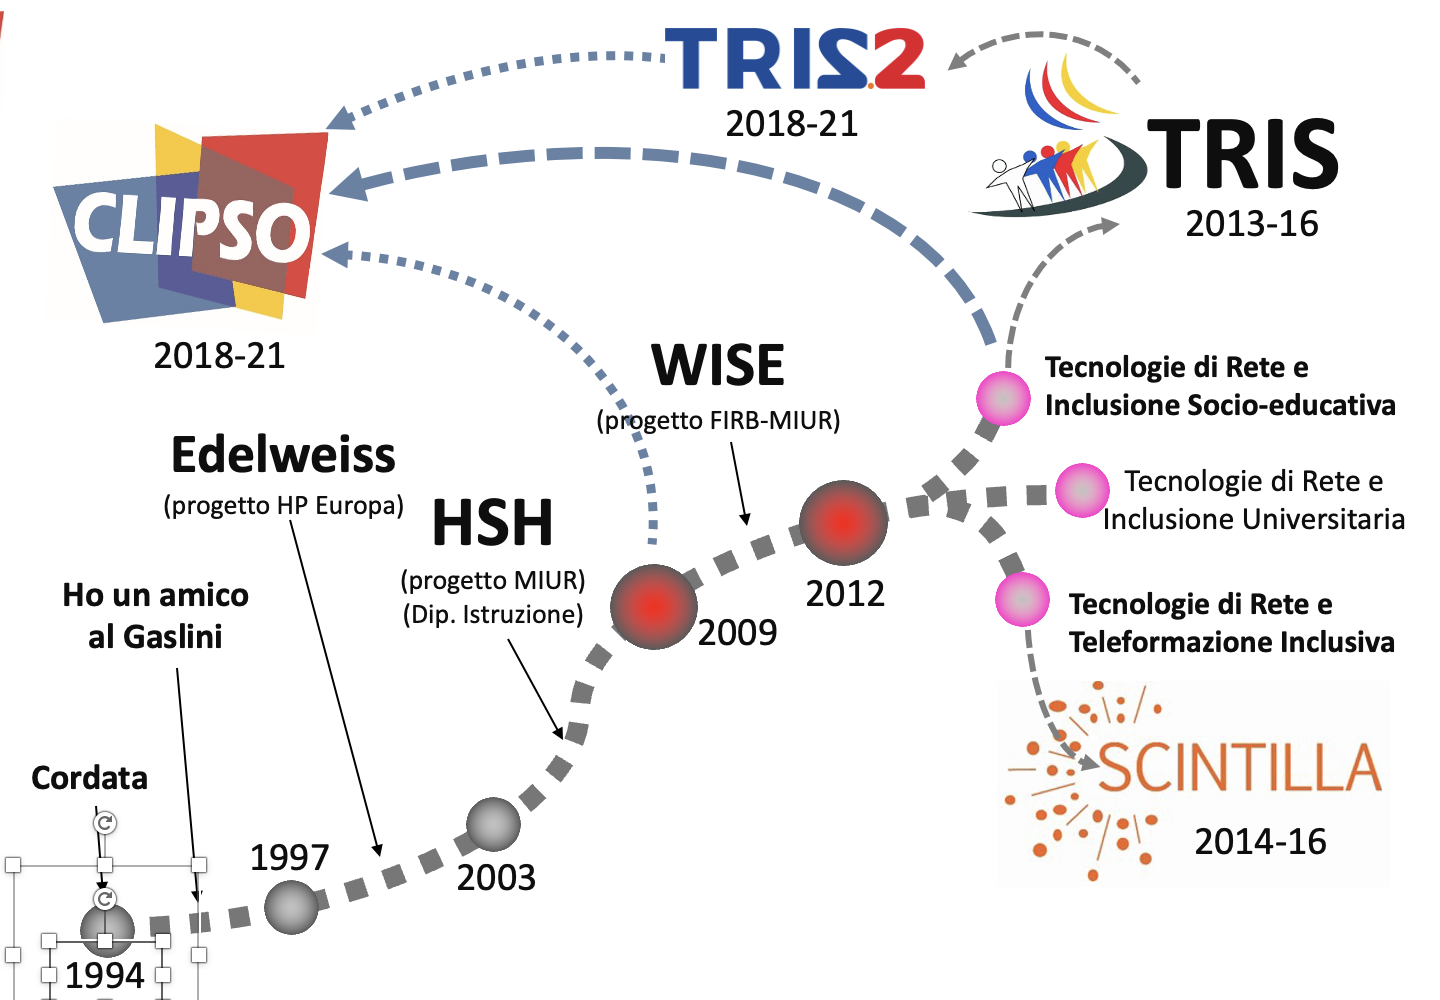 TRIS.2
2018-21
TRIS
2013-16
CLIPSO
2018-21
WISE
(progetto FIRB-MIUR)
Tecnologie di Rete e
Inclusione Socio-educativa
Edelweiss
(progetto HP Europa)
HSH
(progetto MIUR)
(Dip. Istruzione)
Tecnologie di Rete e
Inclusione Universitaria
2012
2009
Ho un amico
al Gaslini
Tecnologie di Rete e
Teleformazione Inclusiva
SCINTILLA
2014-16
Cordata
1997
2003
1994